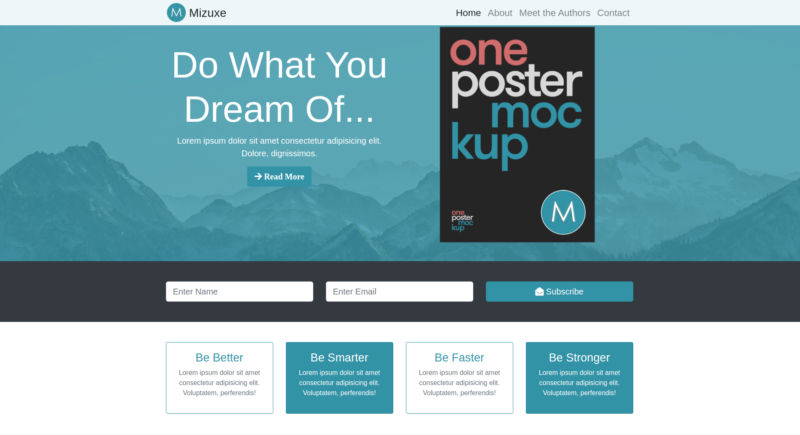 M Mizuxe
Home About Meet the Authors Contact
Do What You
Dream Of...
Lorem ipsum dolor sit amet consectetur adipisicing elit.
Dolore, dignissimos.
Read More
one
poster
moc
kup
one
poster
moc
kup
M
Enter Name
Enter Email
Subscribe
Be Better
Lorem ipsum dolor sit amet
consectetur adipisicing elit.
Voluptatem, perferendis!
Be Smarter
Lorem ipsum dolor sit amet
consectetur adipisicing elit.
Voluptatem, perferendis!
Be Faster
Lorem ipsum dolor sit amet
consectetur adipisicing elit.
Voluptatem, perferendis!
Be Stronger
Lorem ipsum dolor sit amet
consectetur adipisicing elit.
Voluptatem, perferendis!